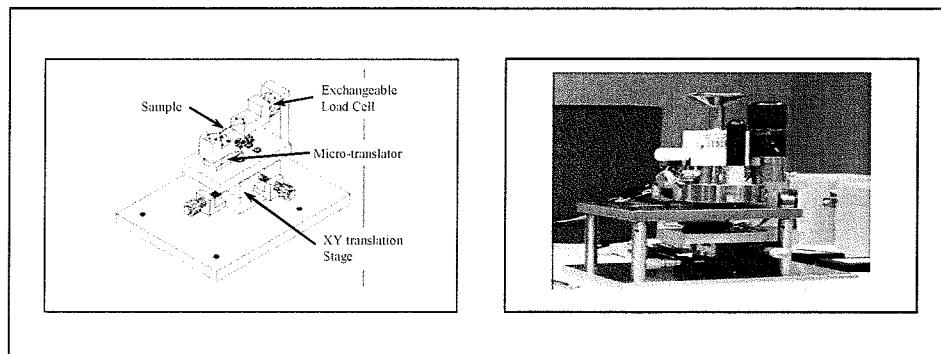 Exchangeable
Load Cell
Sample
Micro-translator
XY translation
Stage